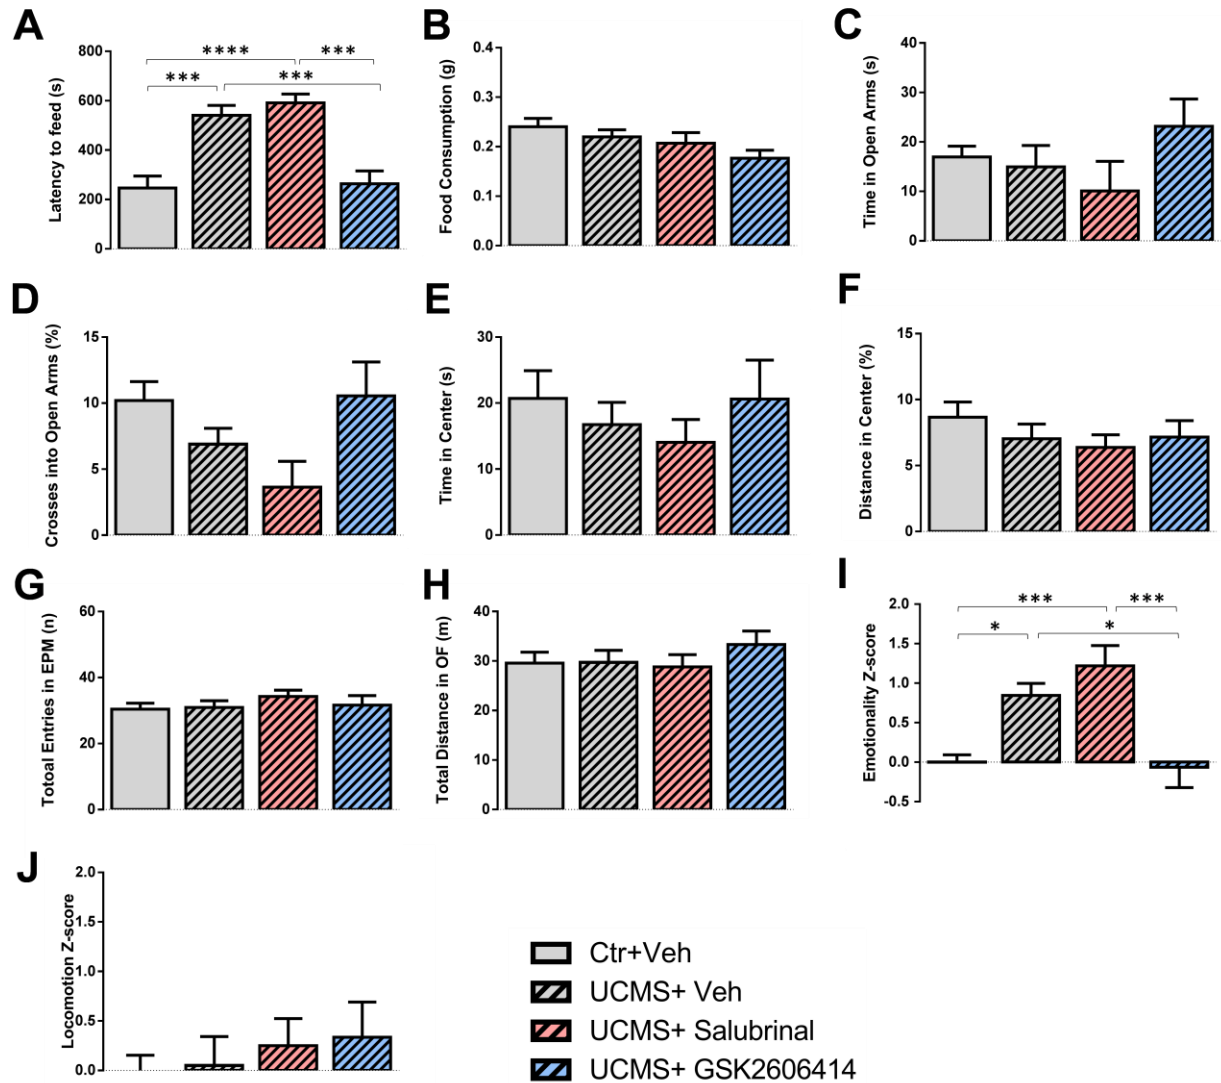 A
Latency to feed (s)
800
600
400
200
0
**** ***
*** ***
B
Food Consumption (g)
0.4
0.3
0.2
0.1
0.0
C
Time in Open Arms (s)
40
30
20
10
0
D
Crosses into Open Arms (%)
15
10
5
0
E
Time in Center (s)
30
20
10
0
F
Distance in Center (%)
15
10
5
0
G
Totoal Entries in EPM (n)
60
40
20
0
H
Total Distance in OF (m)
40
30
20
10
0
I
Emotionality Z-score
2.0
1.5
1.0
0.5
0.0
-0.5
*** ***
* *
J
Locomotion Z-score
2.0
1.5
1.0
0.5
0.0
Ctr+Veh
UCMS+ Veh
UCMS+ Salubrinal
UCMS+ GSK2606414